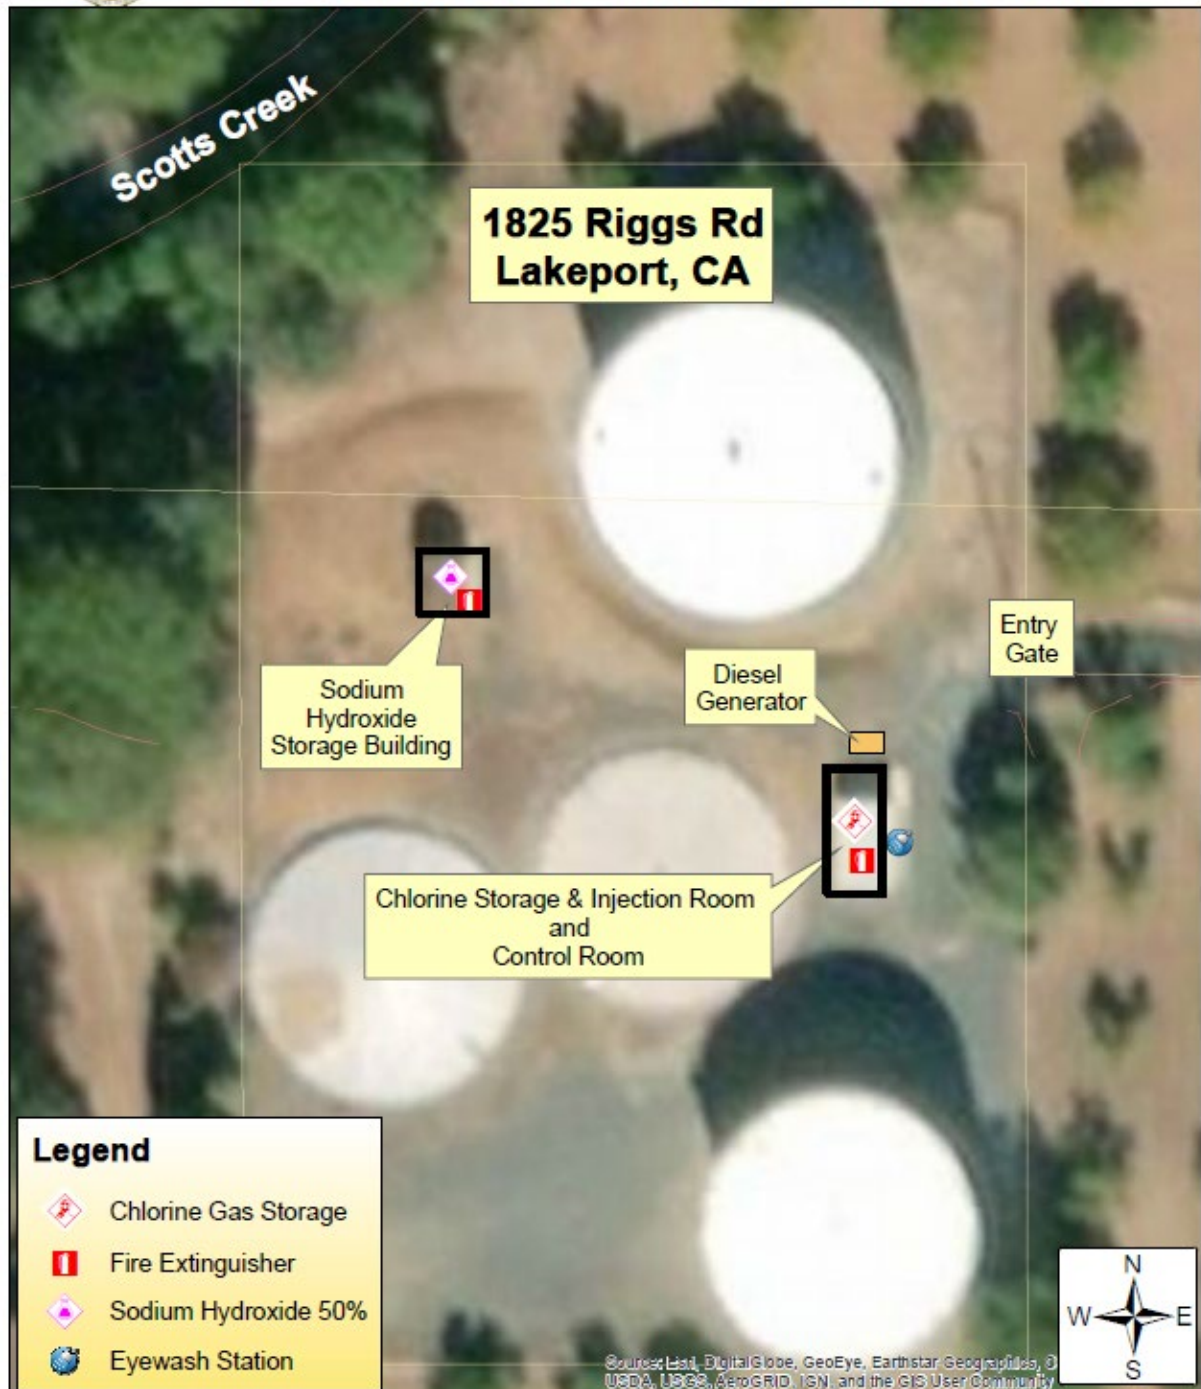 Scotts Creek
1825 Riggs Rd
Lakeport, CA
Entry
Gate
Sodium
Hydroxide
Storage Building
Diesel
Generator
Chlorine Storage & Injection Room
and
Control Room
Legend
Chlorine Gas Storage
Fire Extinguisher
Sodium Hydroxide 50%
Eyewash Station
N
W
E
S
Source: Esri, DigitalGlobe, GeoEye, Earthstar Geographics,
USDA, USGS, AeroGRID, IGN, and the GIS User Community